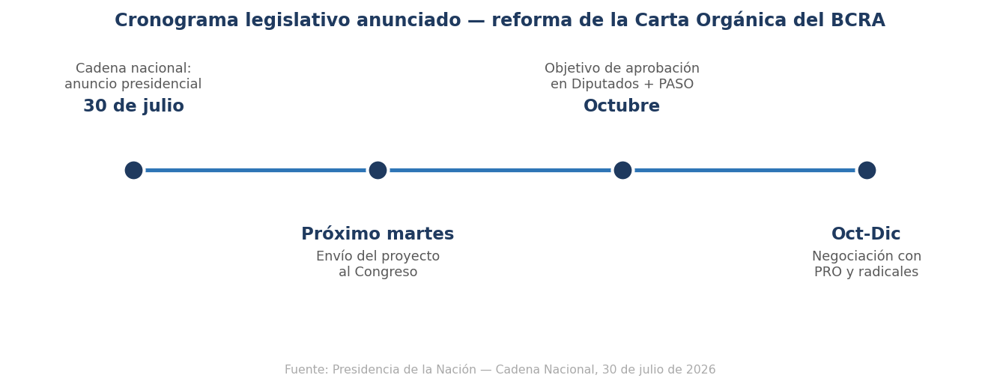 Cronograma legislativo anunciado — reforma de la Carta Orgánica del BCRA
Cadena nacional:
anuncio presidencial
30 de julio
Próximo martes
Envío del proyecto
al Congreso
Objetivo de aprobación
en Diputados + PASO
Octubre
Oct-Dic
Negociación con
PRO y radicales
Fuente: Presidencia de la Nación — Cadena Nacional, 30 de julio de 2026